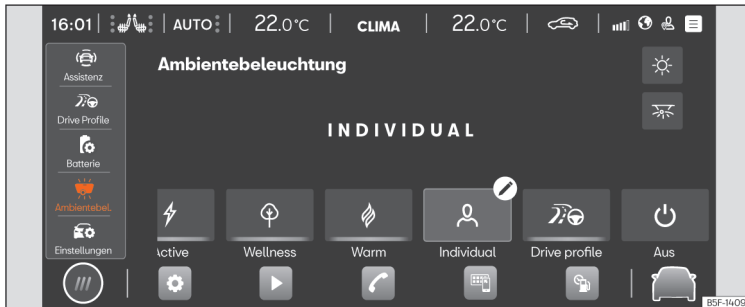 16:01 AUTO 22.0°C CLIMA 22.0°C
Assistenz
Drive Profile
Batterie
Ambientebel.
Einstellungen
Ambientebeleuchtung
INDIVIDUAL
Active Wellness Warm Individual Drive profile Aus
B5F-1409